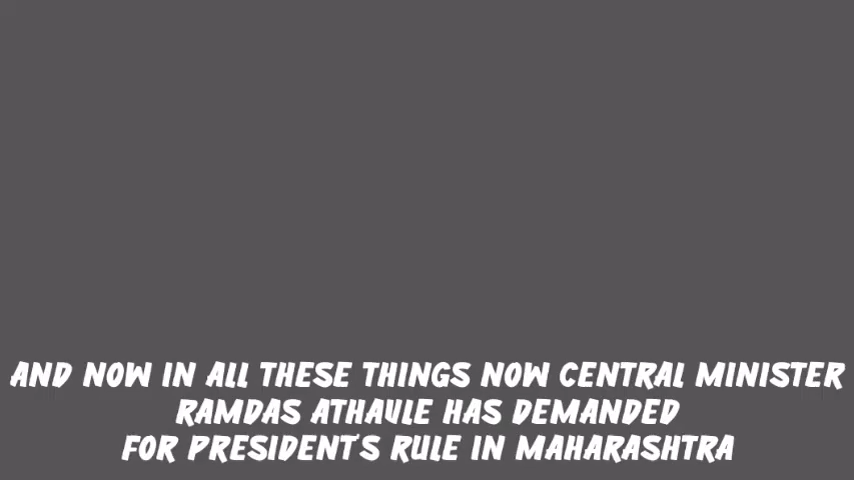 AND NOW IN ALL THESE THINGS NOW CENTRAL MINISTER
RAMDAS ATHAVLE HAS DEMANDED
FOR PRESIDENT'S RULE IN MAHARASHTRA